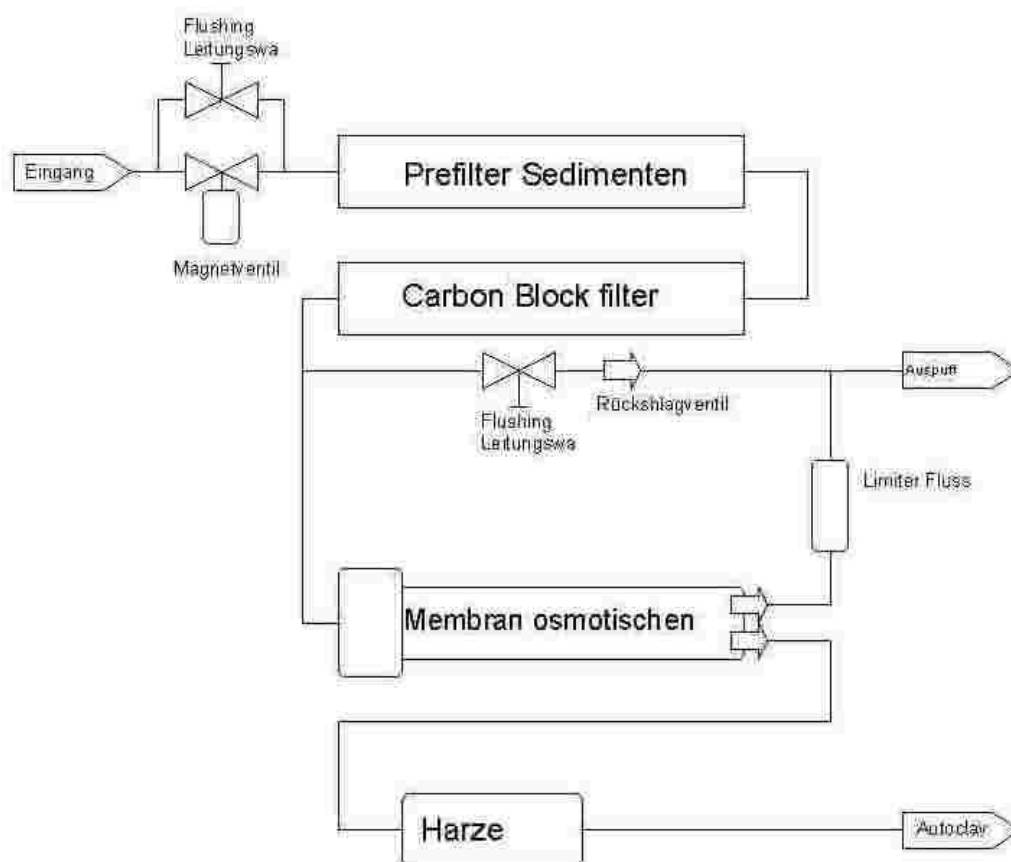 Flushing
Leitungswa
Eingang
Prefilter Sedimenten
Magnetventil
Carbon Block filter
Auspuff
Rückshlagventil
Flushing
Leitungswa
Limiter Fluss
Membran osmotischen
Harze
Autoclav